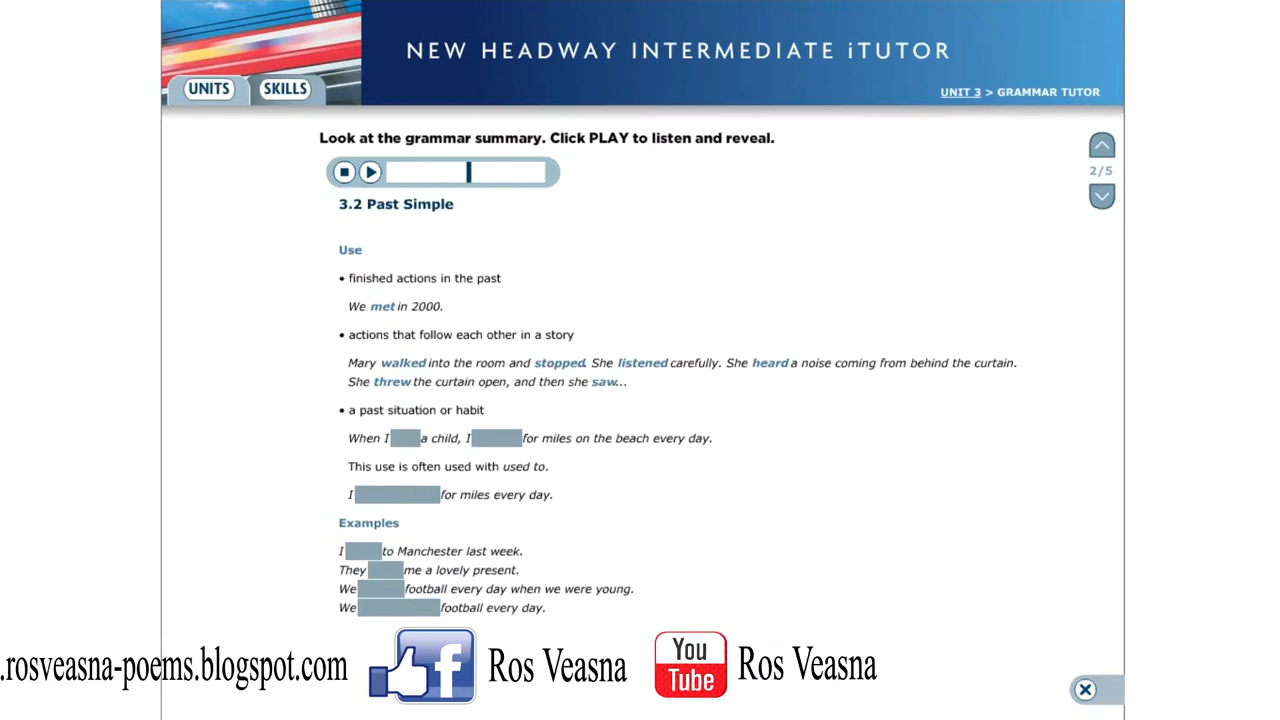 NEW HEADWAY INTERMEDIATE iTUTOR
UNITS SKILLS
UNIT 3 > GRAMMAR TUTOR
Look at the grammar summary. Click PLAY to listen and reveal.
2/5
3.2 Past Simple
Use
• finished actions in the past
We met in 2000.
• actions that follow each other in a story
Mary walked into the room and stopped. She listened carefully. She heard a noise coming from behind the curtain.
She threw the curtain open, and then she saw...
• a past situation or habit
When I a child, I for miles on the beach every day.
This use is often used with used to.
I for miles every day.
Examples
I to Manchester last week.
They me a lovely present.
We football every day when we were young.
We football every day.
.rosveasna-poems.blogspot.com f Ros Veasna You Tube Ros Veasna